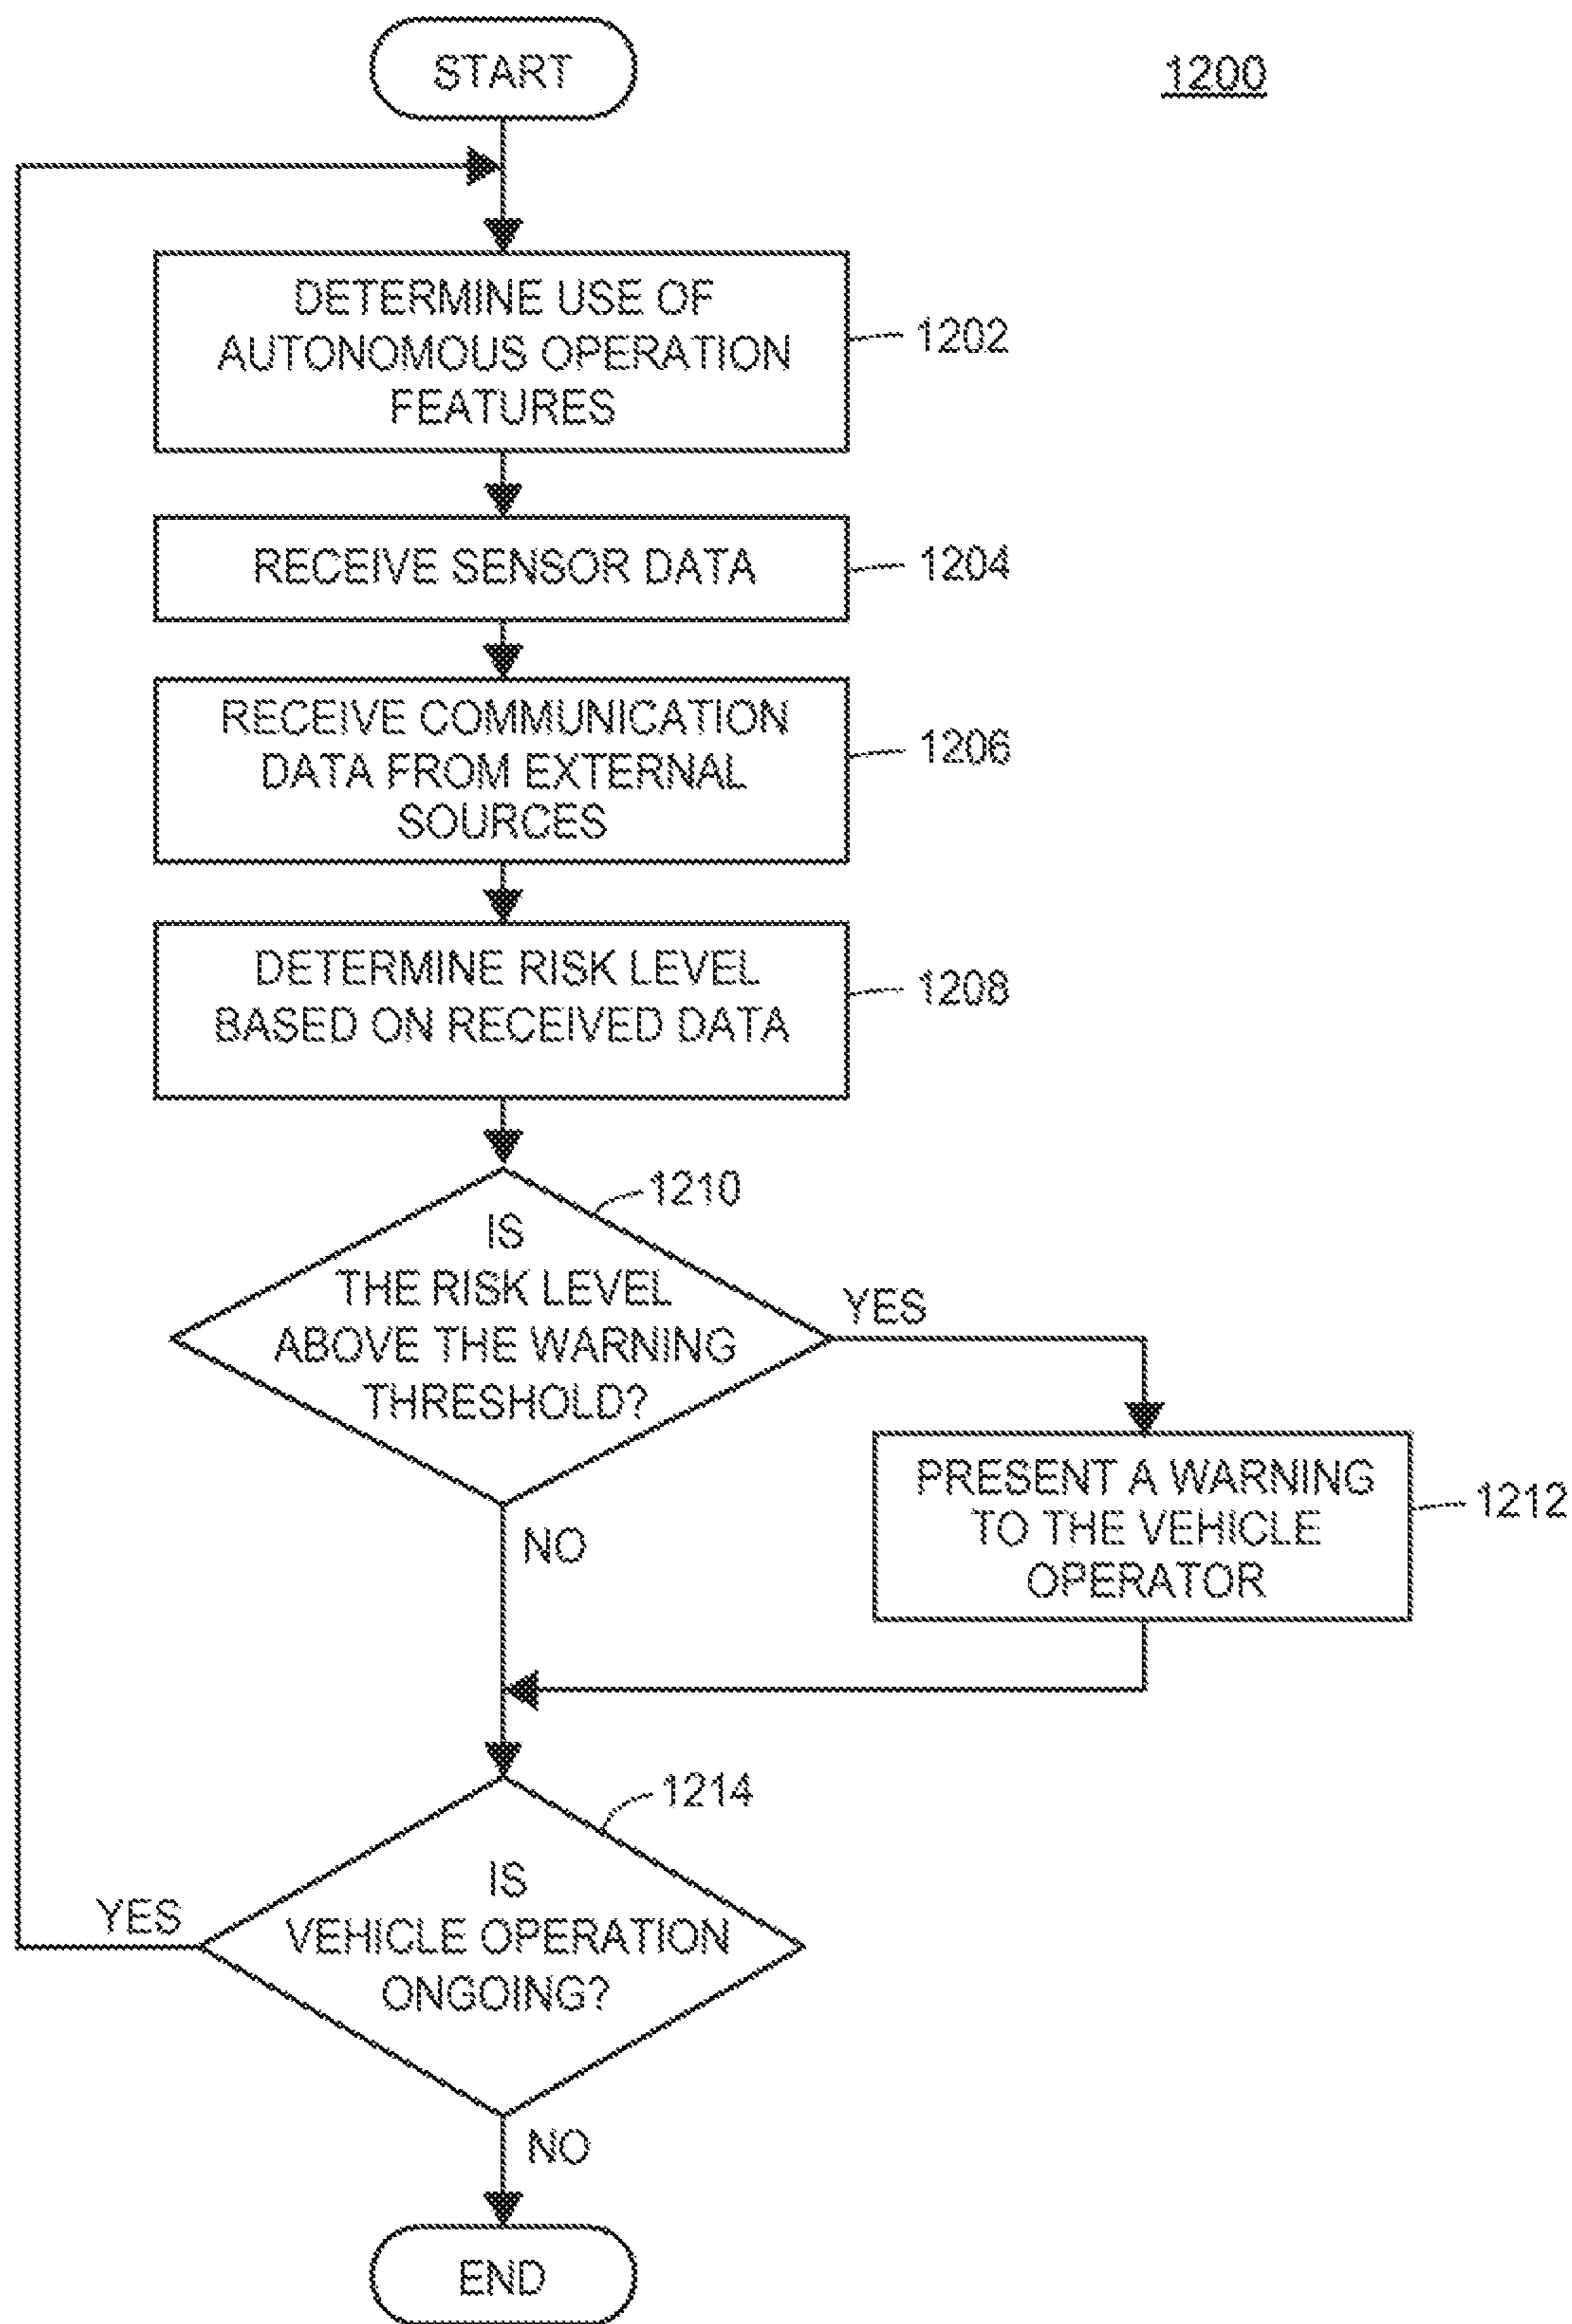 START
1200
DETERMINE USE OF
AUTONOMOUS OPERATION
FEATURES
1202
RECEIVE SENSOR DATA
1204
RECEIVE COMMUNICATION
DATA FROM EXTERNAL
SOURCES
1206
DETERMINE RISK LEVEL
BASED ON RECEIVED DATA
1208
1210
IS
THE RISK LEVEL
ABOVE THE WARNING
THRESHOLD?
YES
NO
PRESENT A WARNING
TO THE VEHICLE
OPERATOR
1212
1214
IS
VEHICLE OPERATION
ONGOING?
YES
NO
END